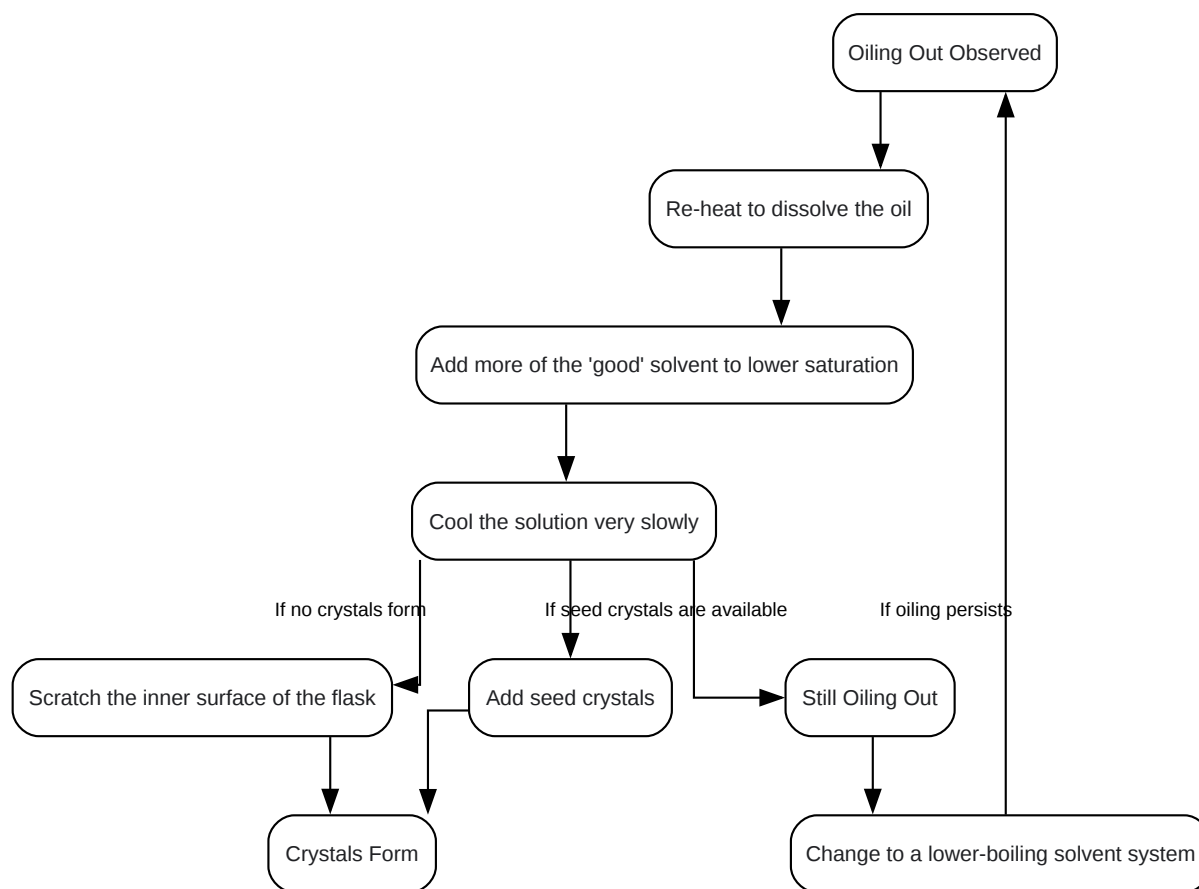 Oiling Out Observed
Re-heat to dissolve the oil
Add more of the 'good' solvent to lower saturation
Cool the solution very slowly
If no crystals form
If seed crystals are available
If oiling persists
Scratch the inner surface of the flask
Add seed crystals
Still Oiling Out
Crystals Form
Change to a lower-boiling solvent system